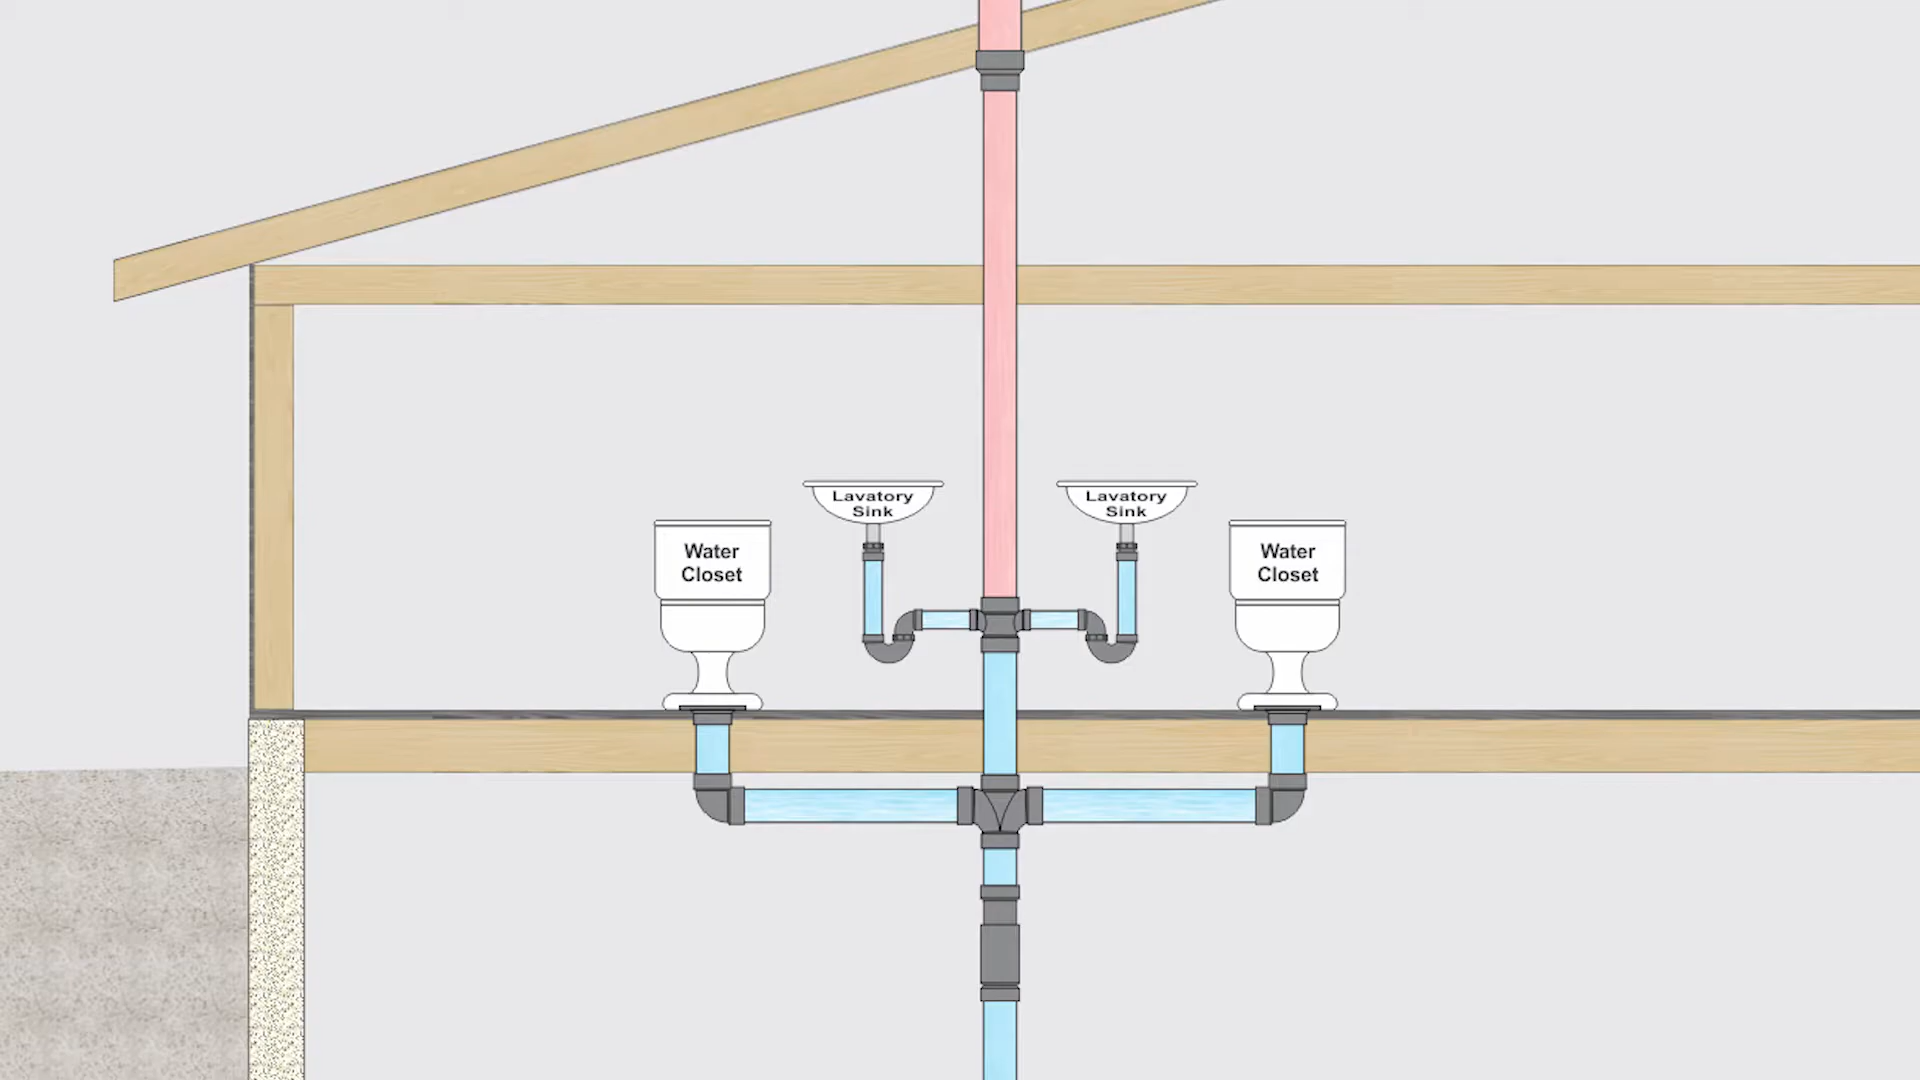 Lavatory
Sink
Lavatory
Sink
Water
Closet
Water
Closet